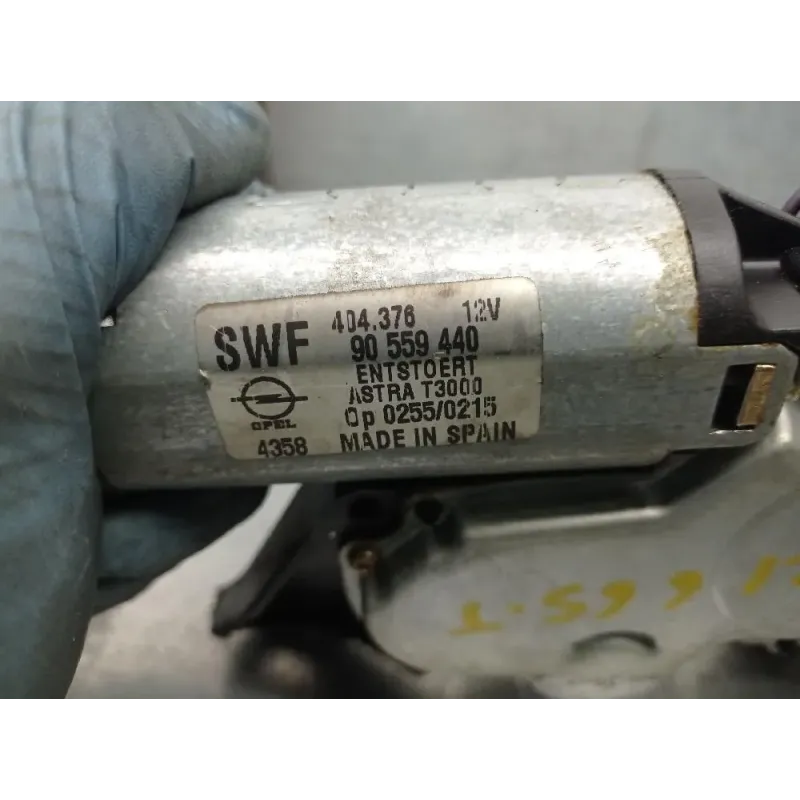 404.376 12V
SWF 90 559 440
ENTSTOERT
ASTRA T3000
OPEL Op 0255/0215
4358 MADE IN SPAIN